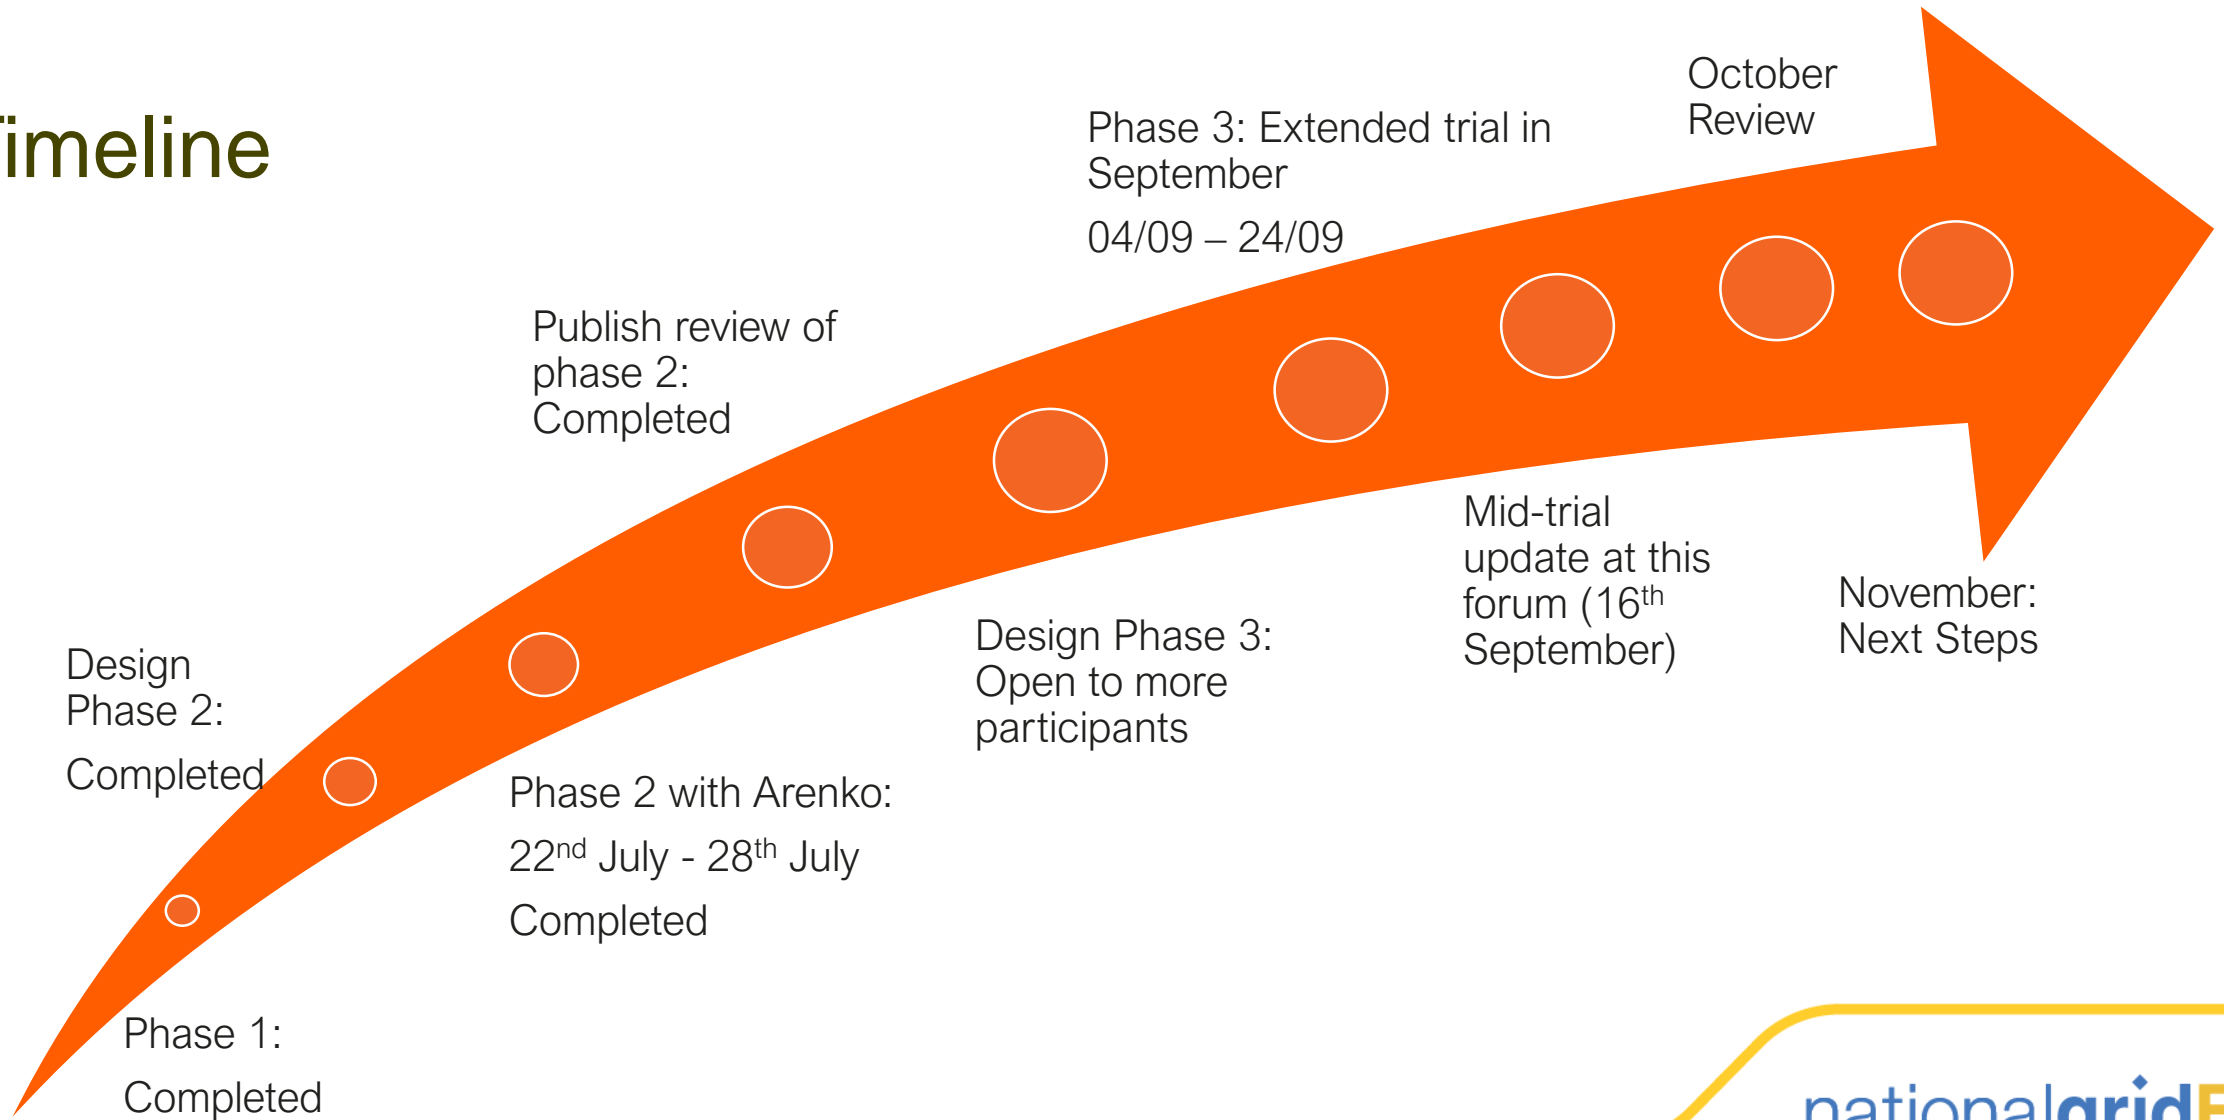 Timeline
Phase 1:
Completed
Design
Phase 2:
Completed
Phase 2 with Arenko:
22nd July - 28th July
Completed
Publish review of
phase 2:
Completed
Design Phase 3:
Open to more
participants
Phase 3: Extended trial in
September
04/09 – 24/09
Mid-trial
update at this
forum (16th
September)
October
Review
November:
Next Steps
nationalgridE